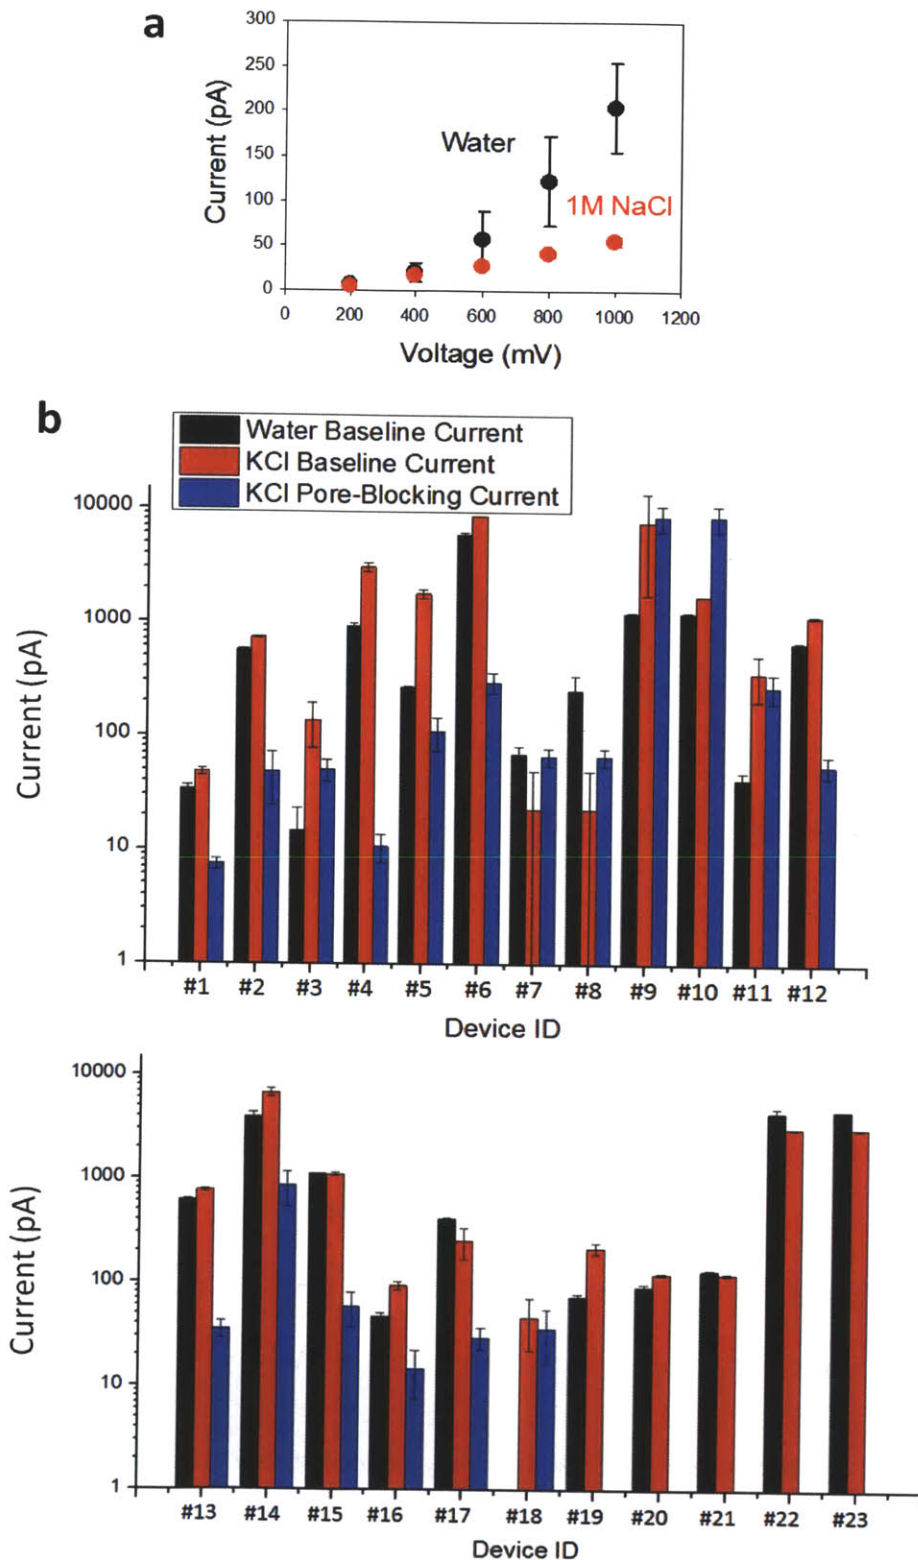 a
300
250
200
150
100
50
0
Current (pA)
Water
1M NaCl
0 200 400 600 800 1000 1200
Voltage (mV)
b
Water Baseline Current
KCl Baseline Current
KCl Pore-Blocking Current
10000
1000
100
10
1
Current (pA)
#1 #2 #3 #4 #5 #6 #7 #8 #9 #10 #11 #12
Device ID
10000
1000
100
10
1
Current (pA)
#13 #14 #15 #16 #17 #18 #19 #20 #21 #22 #23
Device ID